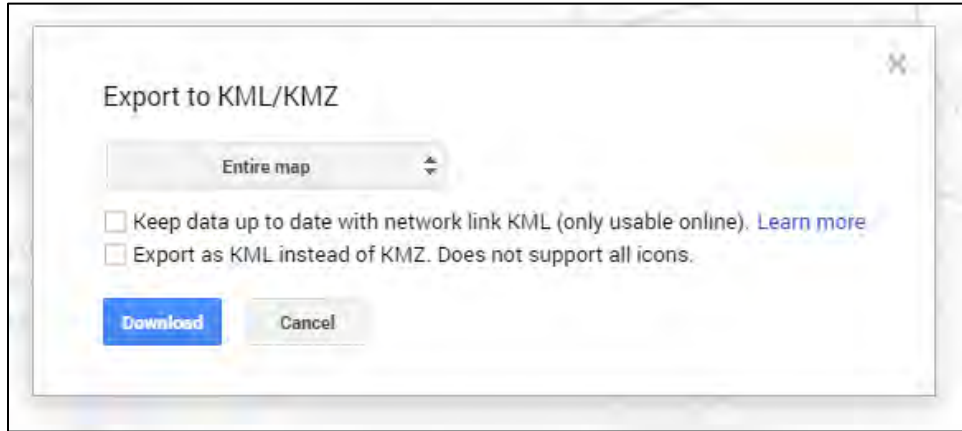 Export to KML/KMZ
Entire map
Keep data up to date with network link KML (only usable online). Learn more
Export as KML instead of KMZ. Does not support all icons.
Download Cancel